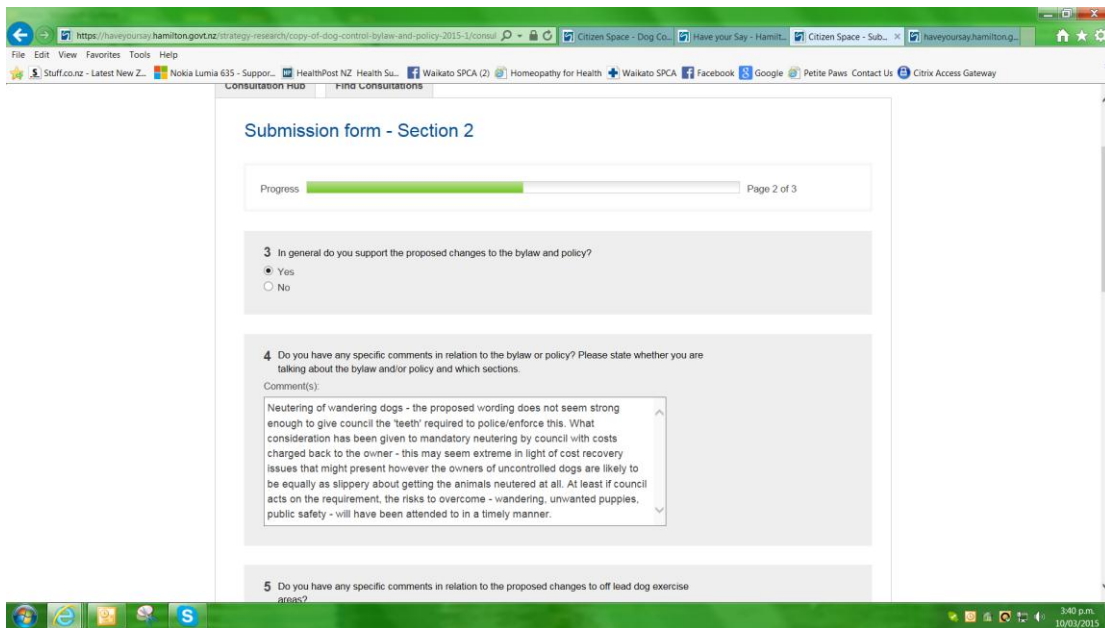 https://haveyoursay.hamilton.govt.nz/strategy-research/copy-of-dog-control-bylaw-and-policy-2015-1/consul
Citizen Space - Dog Co...
Have your Say - Hamilt...
Citizen Space - Sub...
haveyoursay.hamilton.g...
File Edit View Favorites Tools Help
Stuff.co.nz - Latest New Z...
Nokia Lumia 635 - Suppor...
HealthPost NZ Health Su...
Waikato SPCA (2)
Homeopathy for Health
Waikato SPCA
Facebook
Google
Petite Paws Contact Us
Citrix Access Gateway
Consultation Hub
Find Consultations
Submission form - Section 2
Progress
Page 2 of 3
3 In general do you support the proposed changes to the bylaw and policy?
Yes
No
4 Do you have any specific comments in relation to the bylaw or policy? Please state whether you are
talking about the bylaw and/or policy and which sections.
Comment(s):
Neutering of wandering dogs - the proposed wording does not seem strong
enough to give council the 'teeth' required to police/enforce this. What
consideration has been given to mandatory neutering by council with costs
charged back to the owner - this may seem extreme in light of cost recovery
issues that might present however the owners of uncontrolled dogs are likely to
be equally as slippery about getting the animals neutered at all. At least if council
acts on the requirement, the risks to overcome - wandering, unwanted puppies,
public safety - will have been attended to in a timely manner.
5 Do you have any specific comments in relation to the proposed changes to off lead dog exercise
areas?
3:40 p.m.
10/03/2015